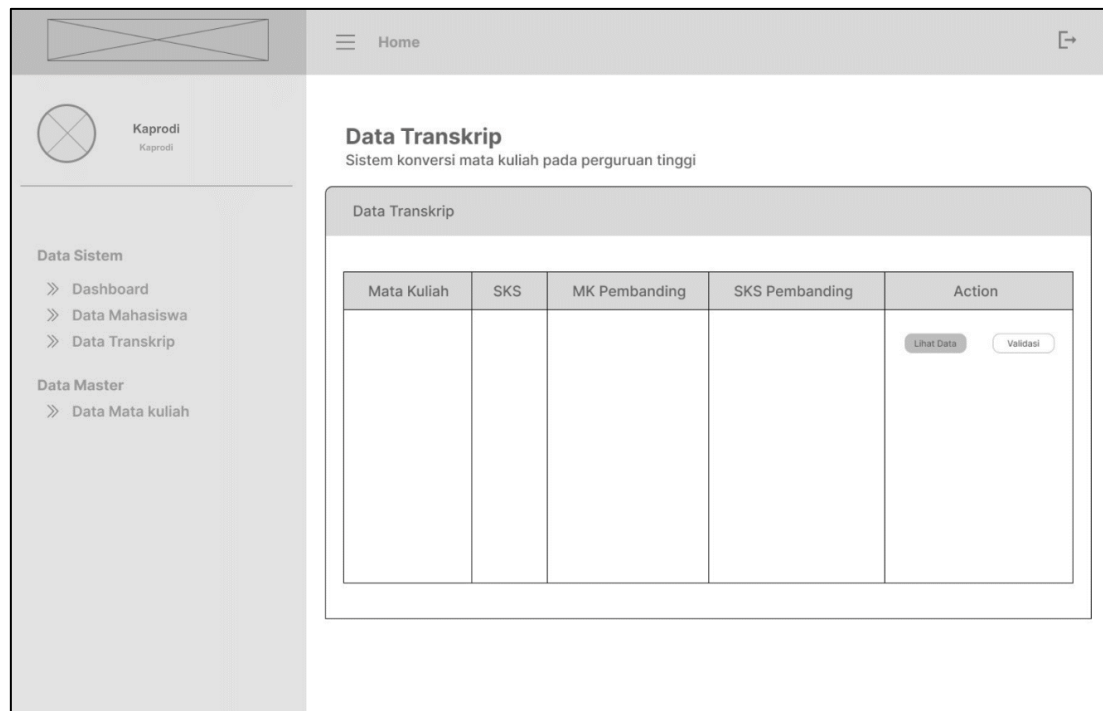 Home
Kaprodi
Kaprodi
Data Sistem
Dashboard
Data Mahasiswa
Data Transkrip
Data Master
Data Mata kuliah
Data Transkrip
Sistem konversi mata kuliah pada perguruan tinggi
Data Transkrip
Mata Kuliah SKS MK Pembanding SKS Pembanding Action
Lihat Data Validasi